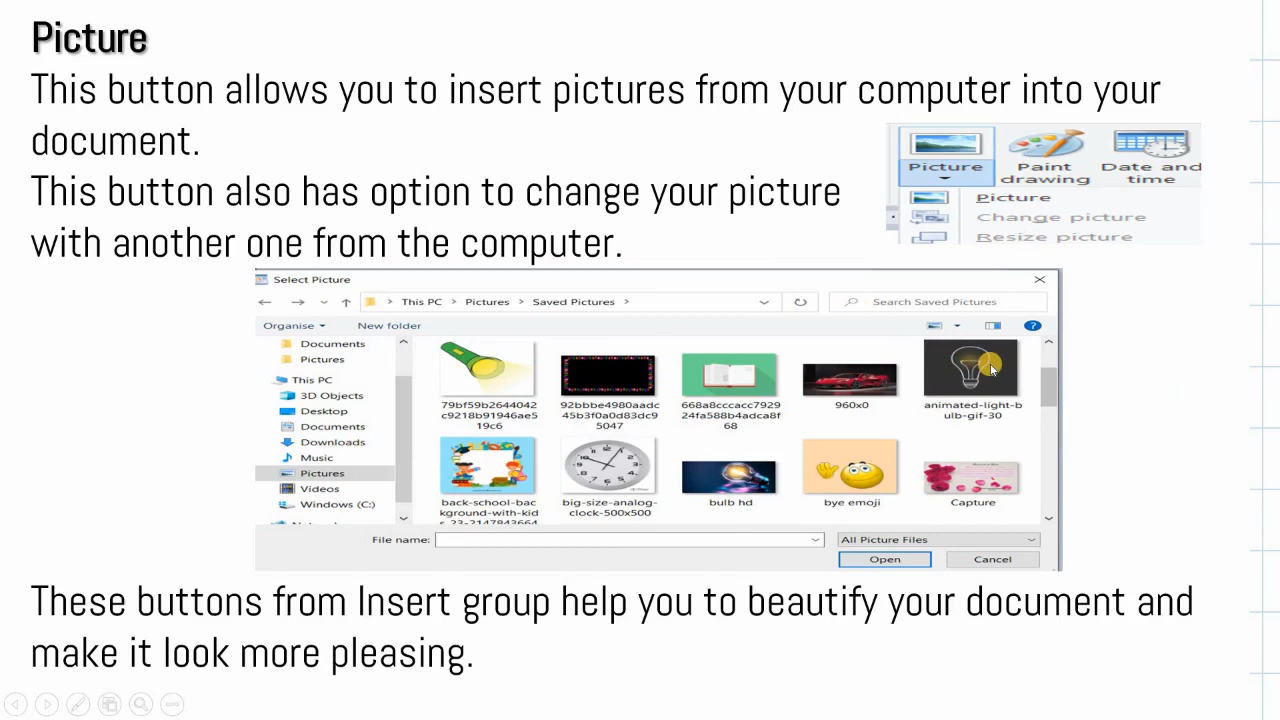 Picture
This button allows you to insert pictures from your computer into your
document.
Picture
Paint
drawing
Date and
time
Picture
Change picture
Resize picture
This button also has option to change your picture
with another one from the computer.
Select Picture
This PC > Pictures > Saved Pictures >
Search Saved Pictures
Organise
New folder
Documents
Pictures
This PC
3D Objects
Desktop
Documents
Downloads
Music
Pictures
Videos
Windows (C:)
79bf59b2644042
c9218b91946ae5
19c6
92bbbe4980aadc
45b3f0a0d83dc9
5047
668a8cccacc7929
24fa588b4adca8f
68
960x0
animated-light-b
ulb-gif-30
back-school-bac
kground-with-kid
s_23-2147843664
big-size-analog-
clock-500x500
bulb hd
bye emoji
Capture
File name:
All Picture Files
Open
Cancel
These buttons from Insert group help you to beautify your document and
make it look more pleasing.